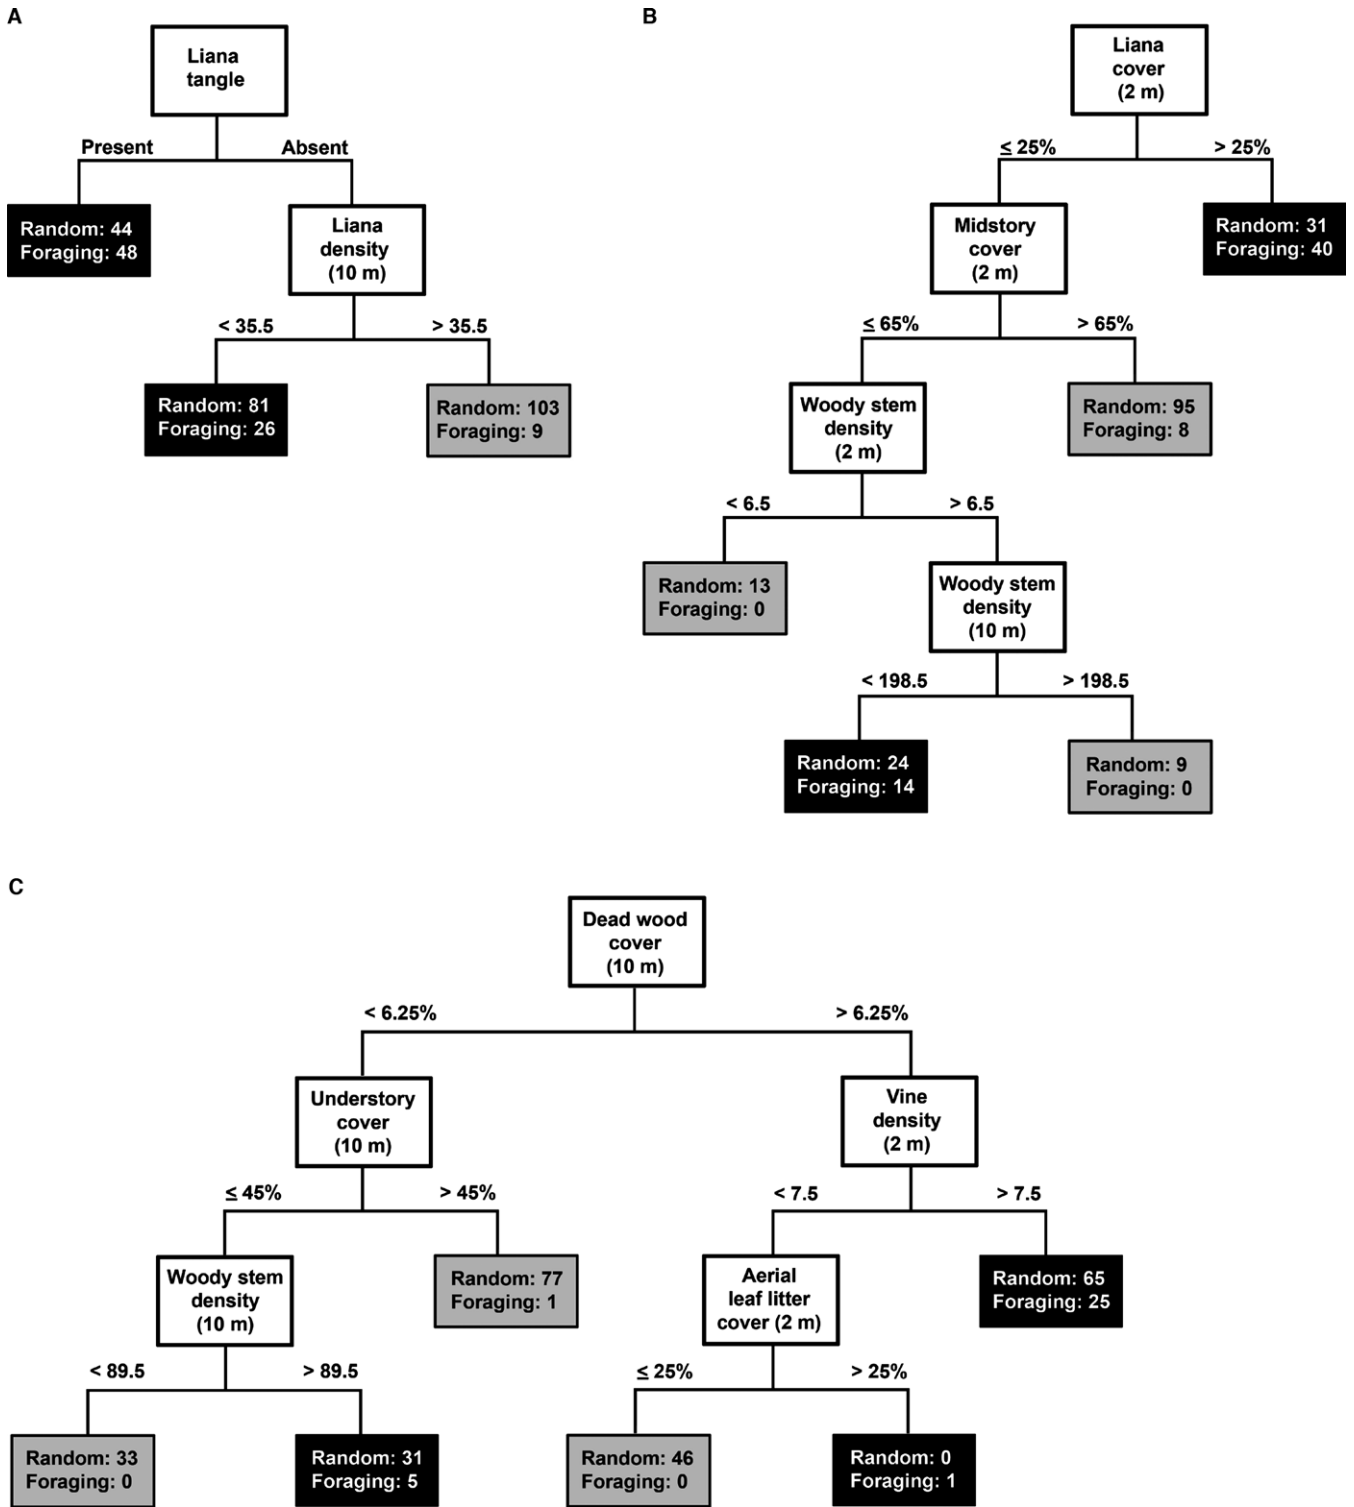 A
Liana
tangle
Present
Absent
Random: 44
Foraging: 48
Liana
density
(10 m)
< 35.5
> 35.5
Random: 81
Foraging: 26
Random: 103
Foraging: 9
B
Liana
cover
(2 m)
≤ 25%
> 25%
Midstory
cover
(2 m)
Random: 31
Foraging: 40
≤ 65%
> 65%
Woody stem
density
(2 m)
Random: 95
Foraging: 8
< 6.5
> 6.5
Random: 13
Foraging: 0
Woody stem
density
(10 m)
< 198.5
> 198.5
Random: 24
Foraging: 14
Random: 9
Foraging: 0
C
Dead wood
cover
(10 m)
< 6.25%
> 6.25%
Understory
cover
(10 m)
Vine
density
(2 m)
≤ 45%
> 45%
< 7.5
> 7.5
Woody stem
density
(10 m)
Random: 77
Foraging: 1
Aerial
leaf litter
cover (2 m)
Random: 65
Foraging: 25
< 89.5
> 89.5
≤ 25%
> 25%
Random: 33
Foraging: 0
Random: 31
Foraging: 5
Random: 46
Foraging: 0
Random: 0
Foraging: 1